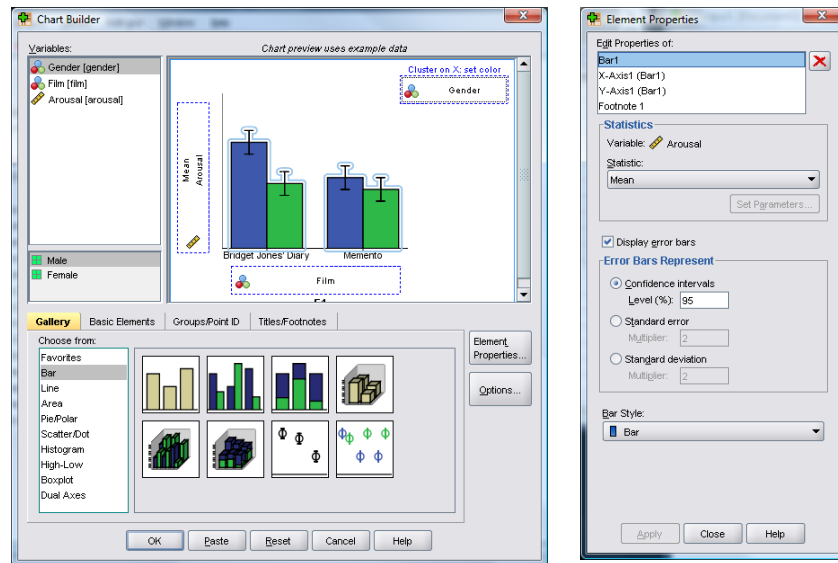 Chart Builder
Variables:
Chart preview uses example data
Gender [gender]
Film [film]
Arousal [arousal]
Male
Female
Cluster on X: set color
Gender
Mean
Arousal
Bridget Jones' Diary
Memento
Film
Gallery
Basic Elements
Groups/Point ID
Titles/Footnotes
Choose from:
Favorites
Bar
Line
Area
Pie/Polar
Scatter/Dot
Histogram
High-Low
Boxplot
Dual Axes
Element
Properties...
Options...
OK
Paste
Reset
Cancel
Help
Element Properties
Edit Properties of:
Bar1
X-Axis1 (Bar1)
Y-Axis1 (Bar1)
Footnote 1
Statistics
Variable: Arousal
Statistic:
Mean
Set Parameters...
Display error bars
Error Bars Represent
Confidence intervals
Level (%): 95
Standard error
Multiplier: 2
Standard deviation
Multiplier: 2
Bar Style:
Bar
Apply
Close
Help